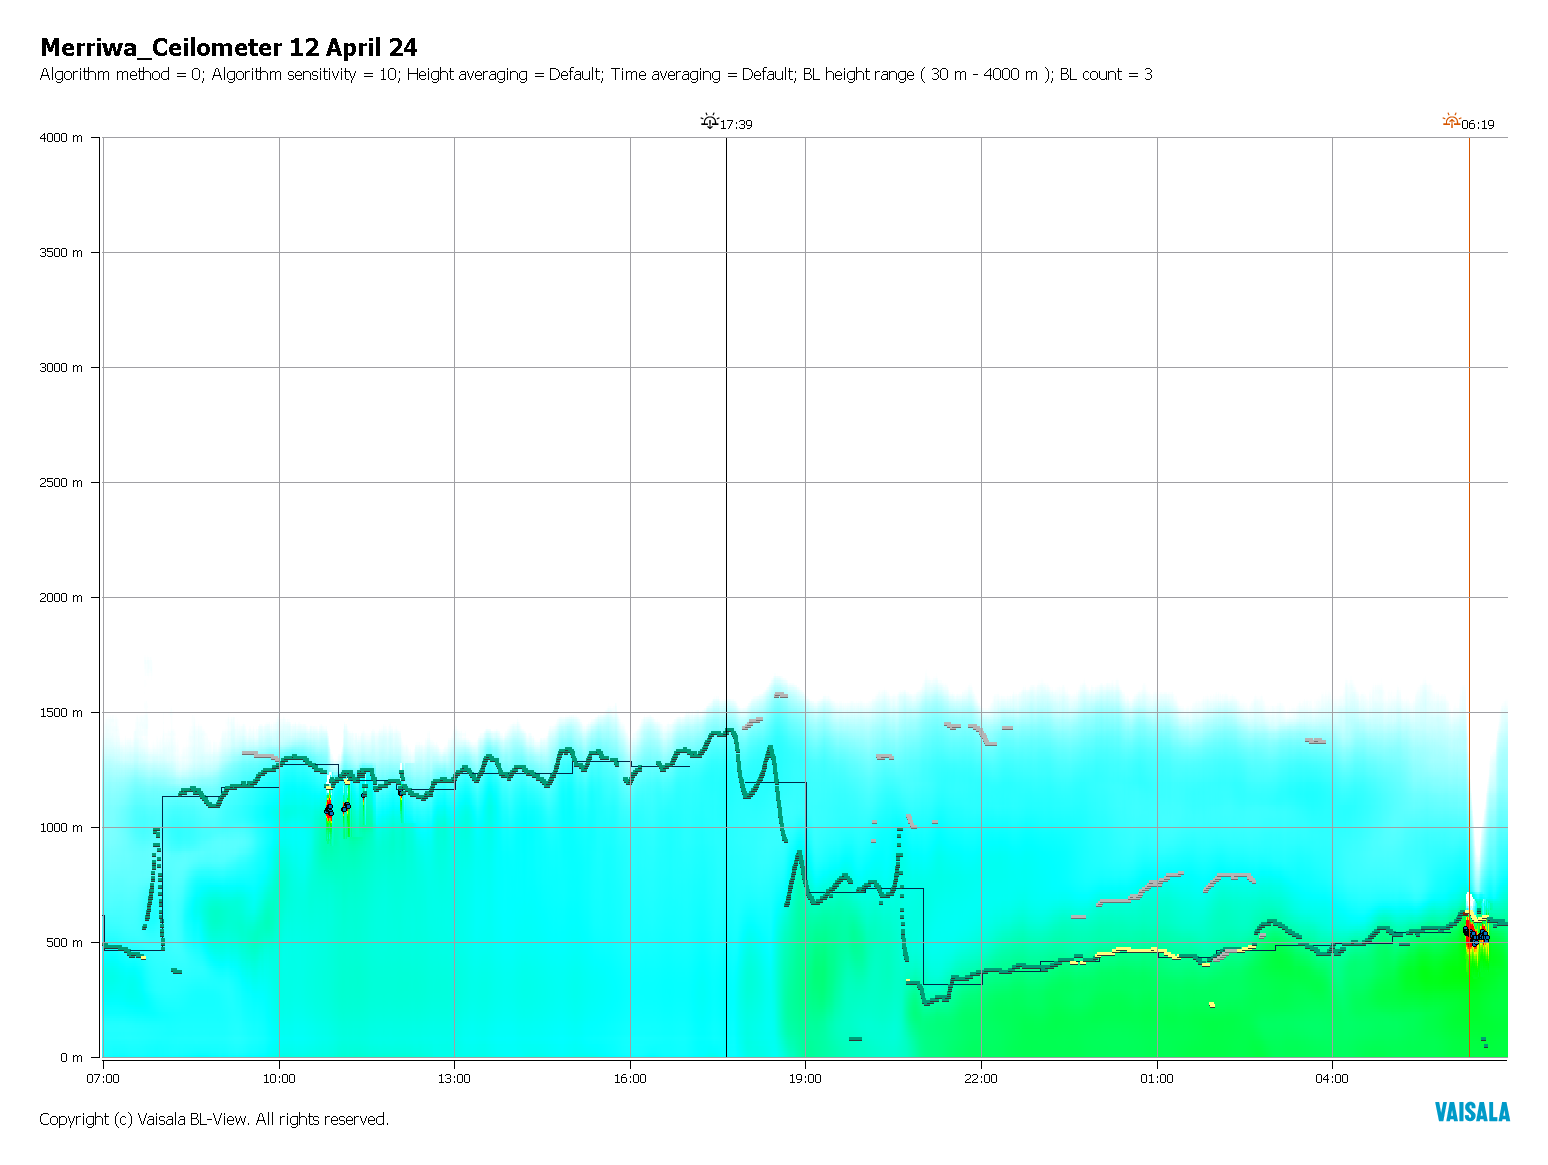 Merriwa_Ceilometer 12 April 24
Algorithm method = 0; Algorithm sensitivity = 10; Height averaging = Default; Time averaging = Default; BL height range ( 30 m - 4000 m ); BL count = 3
17:39
06:19
4000 m
3500 m
3000 m
2500 m
2000 m
1500 m
1000 m
500 m
0 m
07:00
10:00
13:00
16:00
19:00
22:00
01:00
04:00
Copyright (c) Vaisala BL-View. All rights reserved.
VAISALA